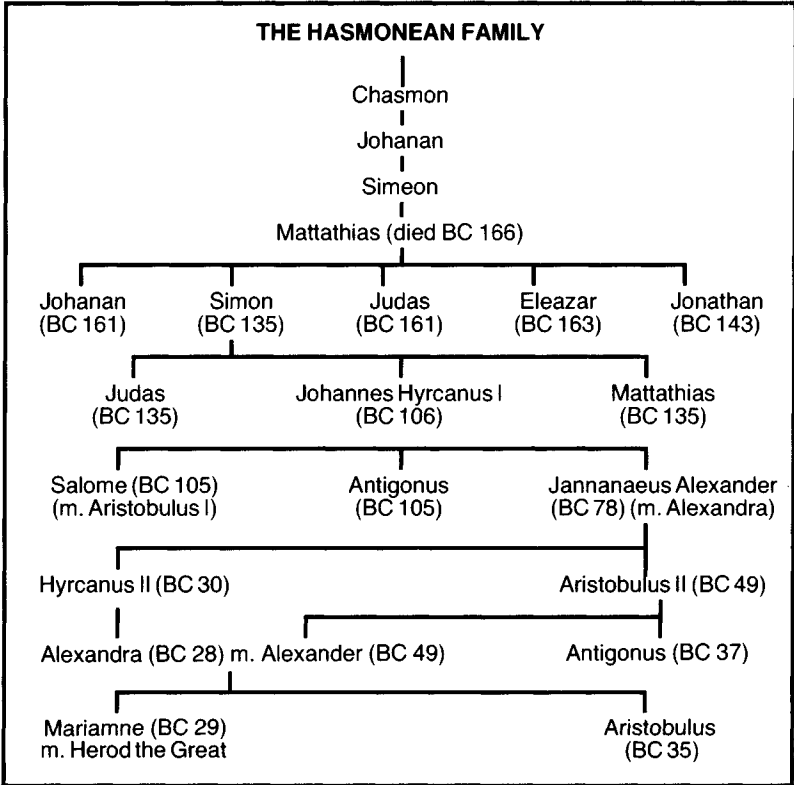 THE HASMONEAN FAMILY
Chasmon
Johanan
Simeon
Mattathias (died BC 166)
Johanan Simon Judas Eleazar Jonathan
(BC 161) (BC 135) (BC 161) (BC 163) (BC 143)
Judas Johannes Hyrcanus I Mattathias
(BC 135) (BC 106) (BC 135)
Salome (BC 105) Antigonus Jannanaeus Alexander
(m. Aristobulus I) (BC 105) (BC 78) (m. Alexandra)
Hyrcanus II (BC 30) Aristobulus II (BC 49)
Alexandra (BC 28) m. Alexander (BC 49) Antigonus (BC 37)
Mariamne (BC 29) Aristobulus
m. Herod the Great (BC 35)